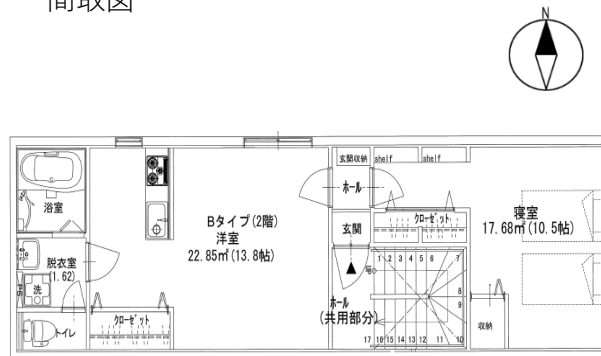 間取図
N
玄関収納
shelf
shelf
浴室
ホール
Bタイプ(2階)
洋室
22.85㎡(13.8帖)
クローゼット
寝室
17.68㎡(10.5帖)
玄関
脱衣室
(1.62)
洗
PS
1 2 3 4 5 6 7
8
9
10
ホール
(共用部分)
17 16 15 14 13 12 11
収納
クローゼット
トイレ